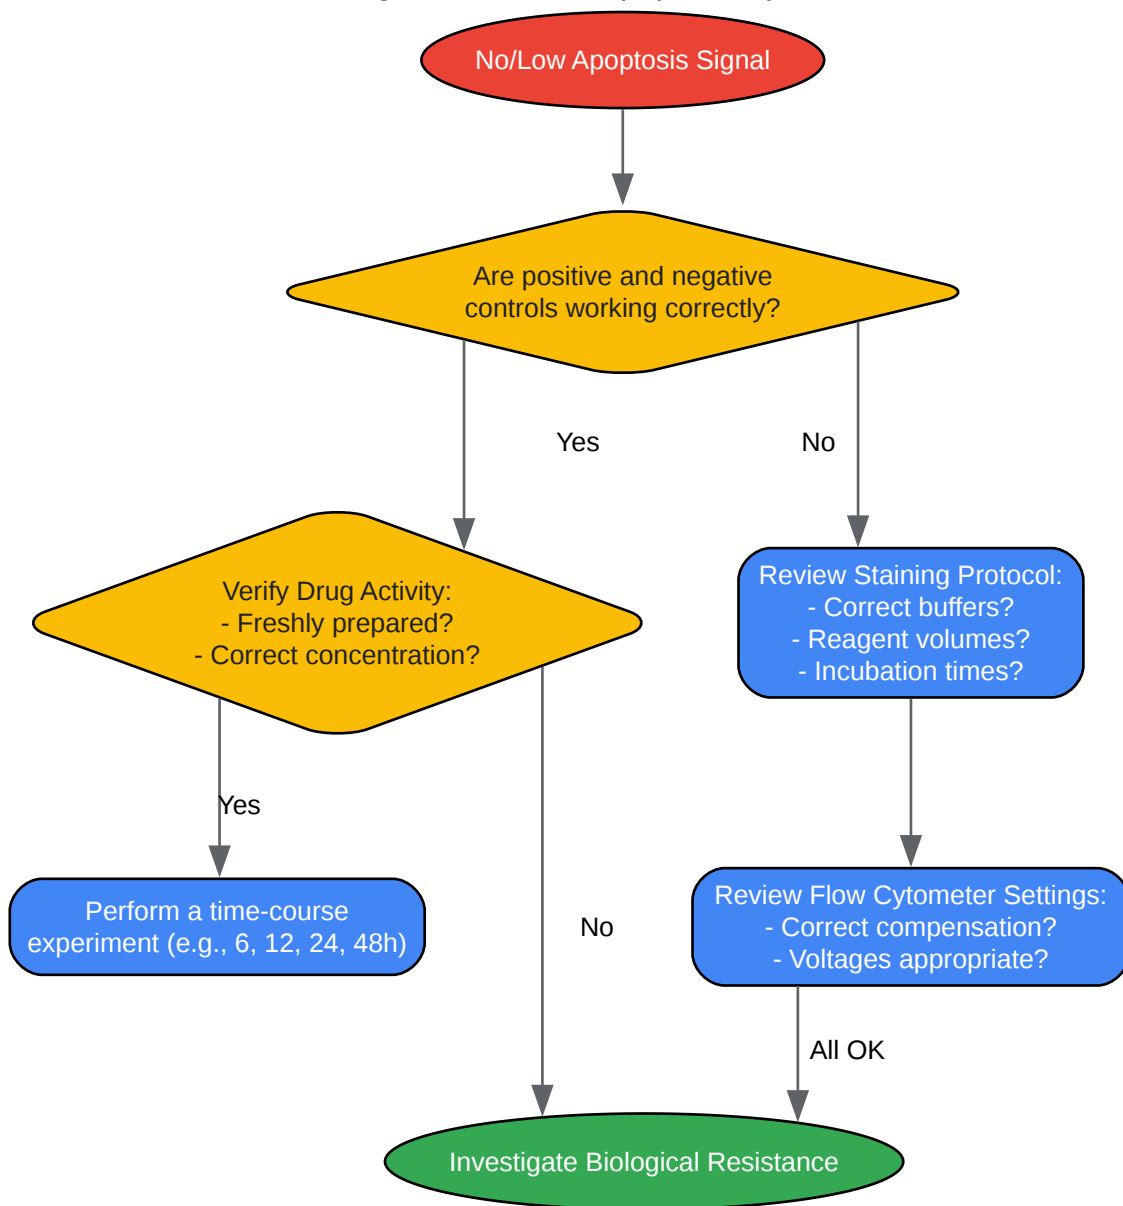 No/Low Apoptosis Signal
Are positive and negative
controls working correctly?
Yes
No
Verify Drug Activity:
- Freshly prepared?
- Correct concentration?
Review Staining Protocol:
- Correct buffers?
- Reagent volumes?
- Incubation times?
Yes
Perform a time-course
experiment (e.g., 6, 12, 24, 48h)
No
Review Flow Cytometer Settings:
- Correct compensation?
- Voltages appropriate?
All OK
Investigate Biological Resistance